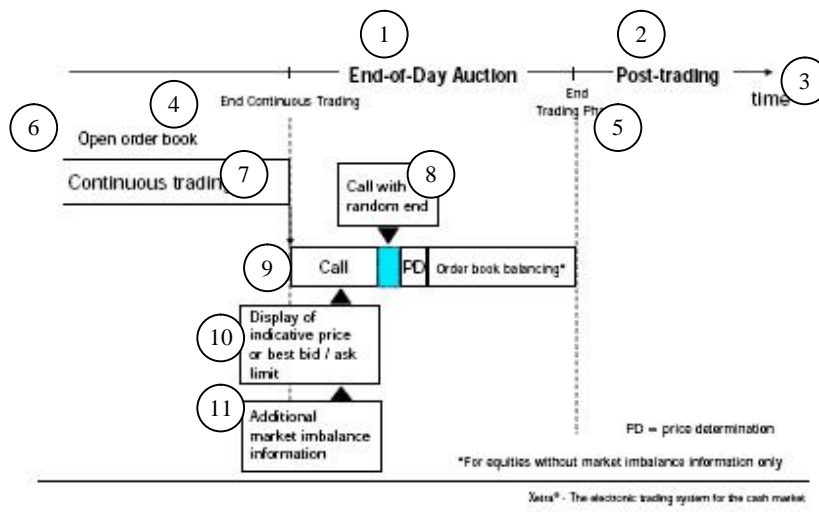 1
2
End-of-Day Auction
Post-trading
3
time
4
End Continuous Trading
End
Trading
5
6
Open order book
7
Continuous
8
Call with
random end
9
Call
PD
Order book balancing*
10
Display of
indicative price
or best bid / ask
limit
11
Additional
market imbalance
information
PD = price determination
*For equities without market imbalance information only
Xetra® - The electronic trading system for the cash market